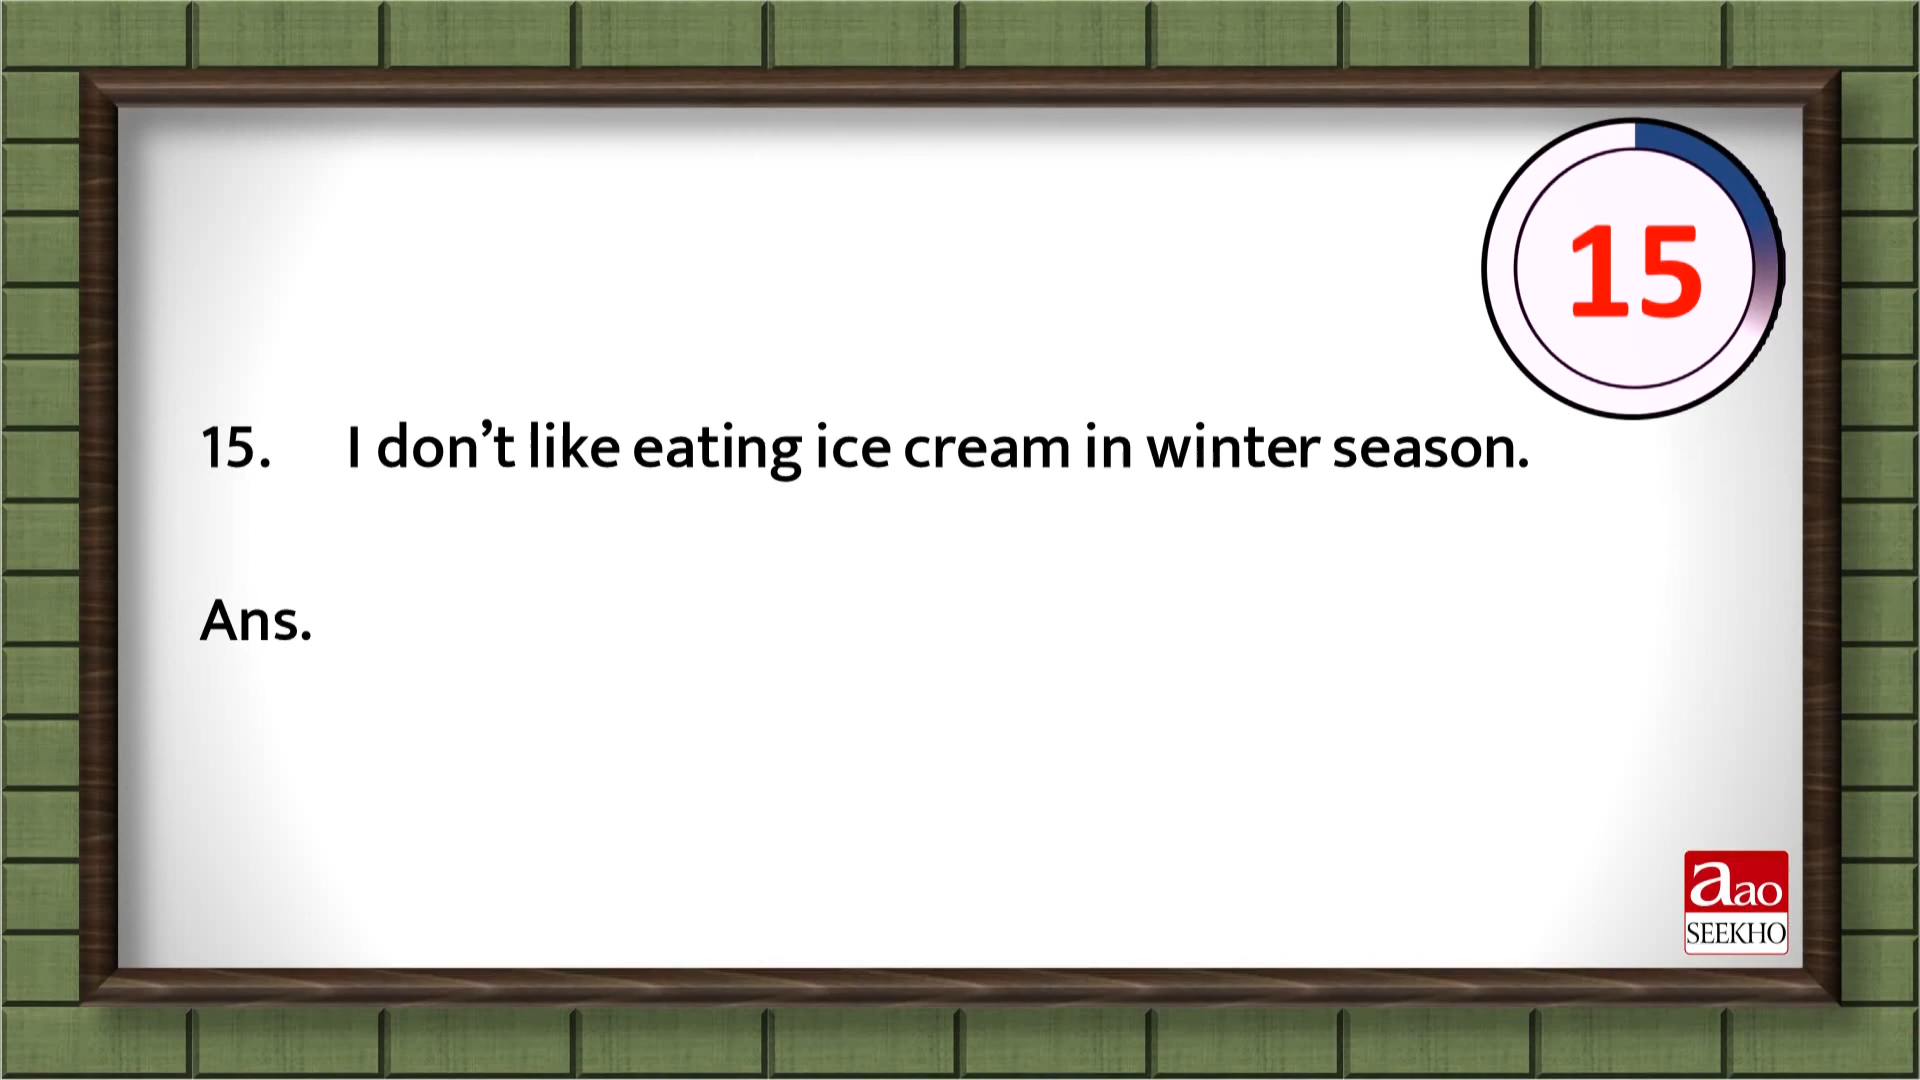 15
15. I don’t like eating ice cream in winter season.
Ans.
aao
SEEKHO